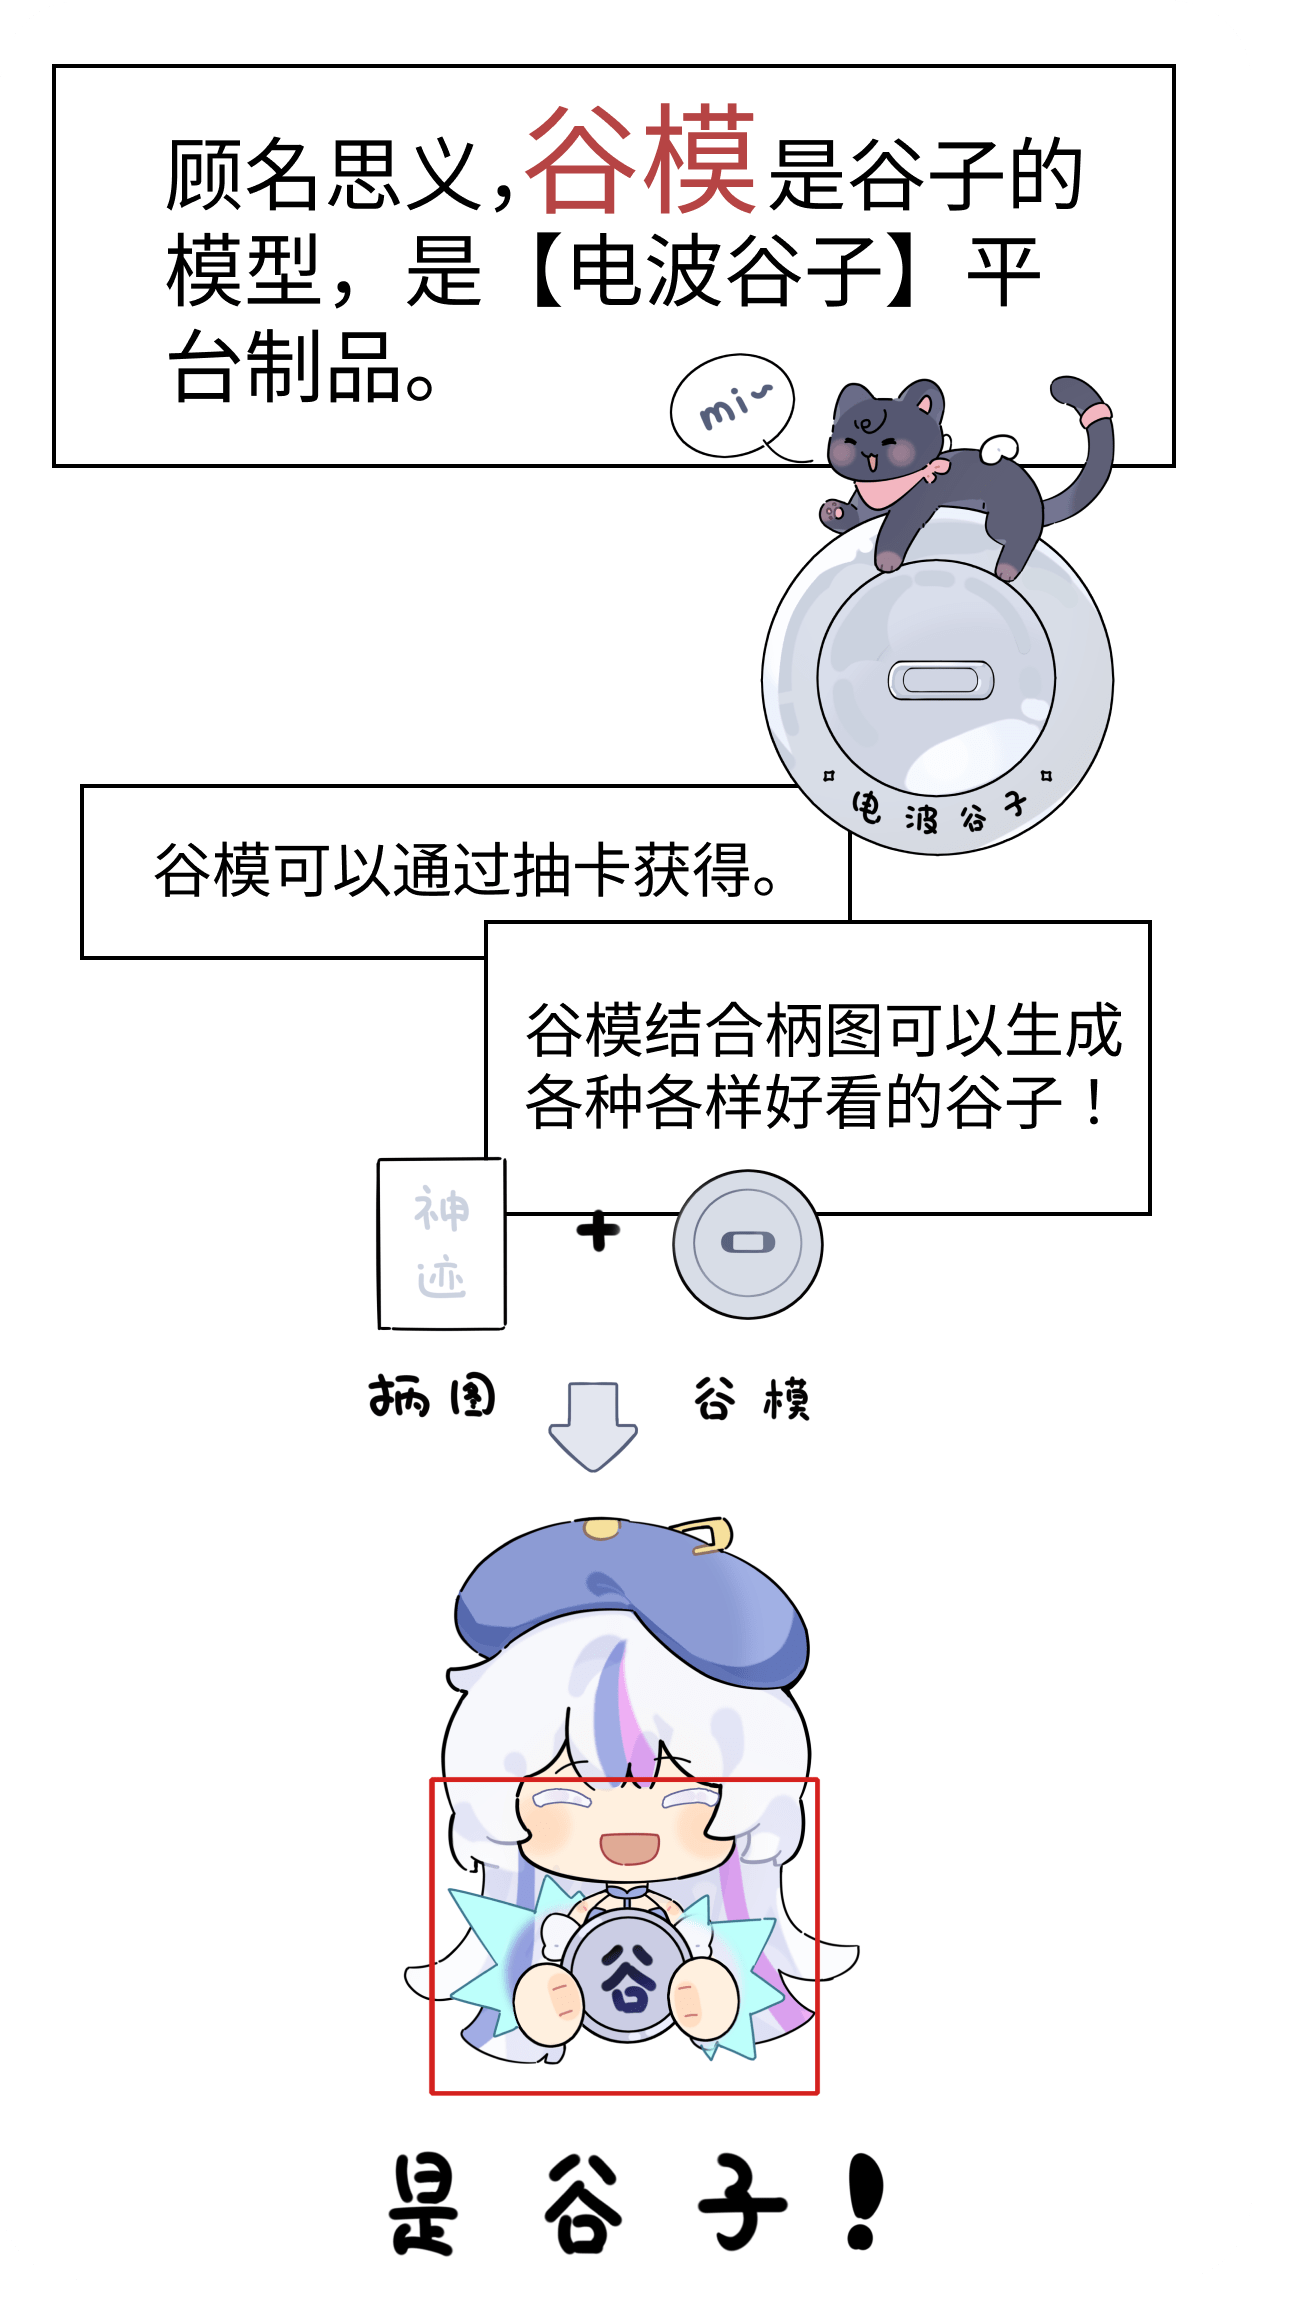 顾名思义，谷模是谷子的
模型，是【电波谷子】平
台制品。
mi~
电波谷子
谷模可以通过抽卡获得。
谷模结合柄图可以生成
各种各样好看的谷子！
神
迹
+
柄图
谷模
谷
是谷子！